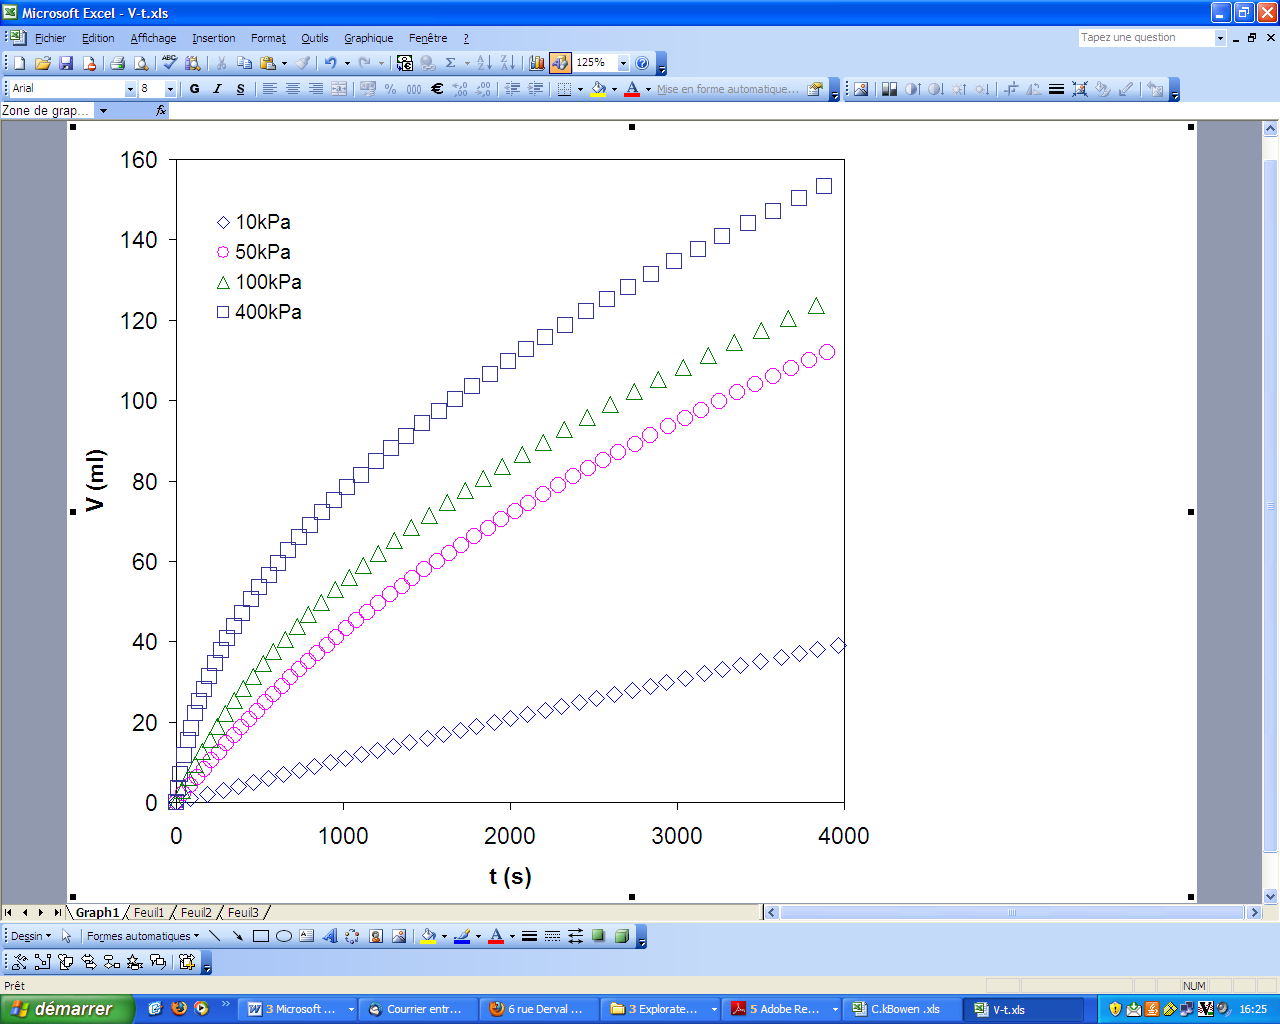 Microsoft Excel - V-t.xls
Fichier Edition Affichage Insertion Format Outils Graphique Fenêtre ?
Tapez une question
125%
Arial 8 G I S % 000 € Mise en forme automatique...
Zone de grap... fx
160
140
120
100
80
60
40
20
0
10kPa
50kPa
100kPa
400kPa
V (ml)
0 1000 2000 3000 4000
t (s)
Graph1 Feuil1 Feuil2 Feuil3
Dessin Formes automatiques
Prêt NUM
démarrer 3 Microsoft ... Courrier entr... 6 rue Derval ... 3 Explorate... 5 Adobe Re... C.kBowen .xls V-t.xls 16:25